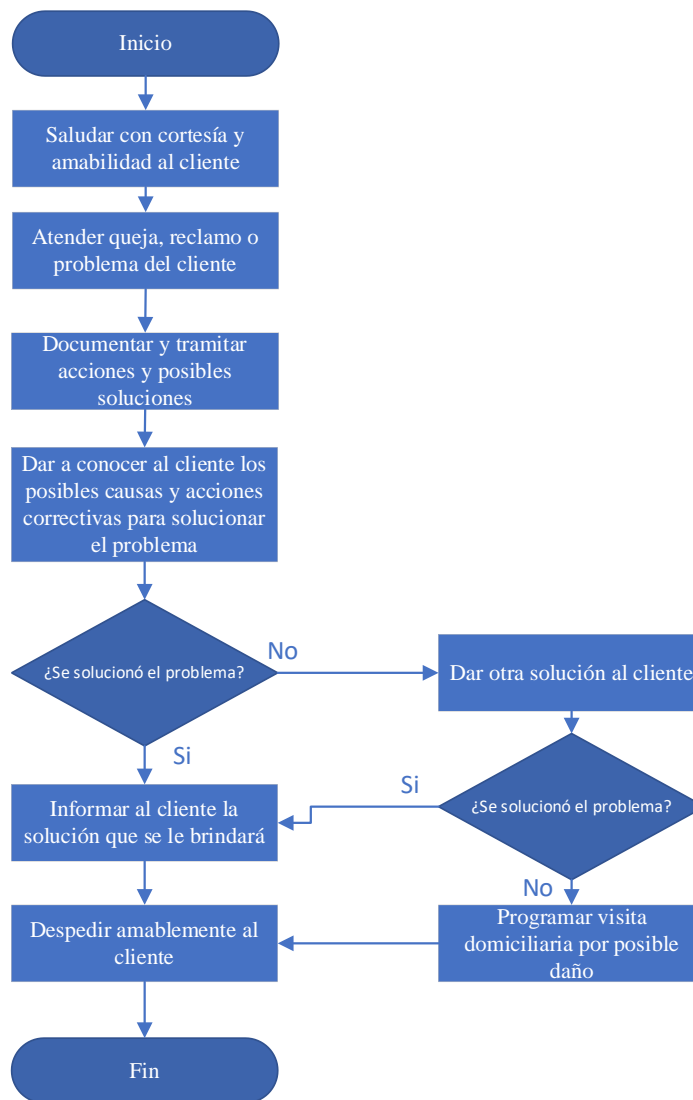 Inicio
Saludar con cortesía y
amabilidad al cliente
Atender queja, reclamo o
problema del cliente
Documentar y tramitar
acciones y posibles
soluciones
Dar a conocer al cliente los
posibles causas y acciones
correctivas para solucionar
el problema
¿Se solucionó el problema?
No
Dar otra solución al cliente
Si
¿Se solucionó el problema?
Si
No
Informar al cliente la
solución que se le brindará
Programar visita
domiciliaria por posible
daño
Despedir amablemente al
cliente
Fin